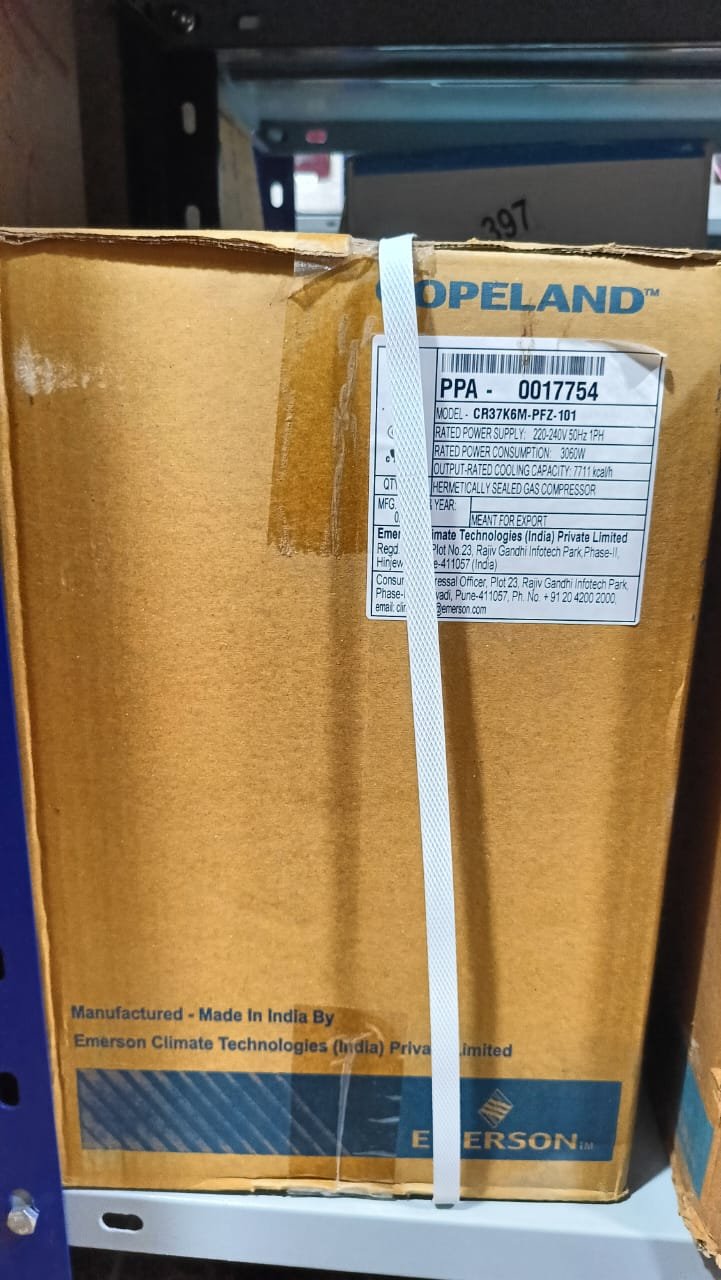 397
COPELAND™
PPA - 0017754
MODEL - CR37K6M-PFZ-101
RATED POWER SUPPLY: 220-240V 50Hz 1PH
RATED POWER CONSUMPTION: 3060W
OUTPUT-RATED COOLING CAPACITY: 7711 kcal/h
QTY HERMETICALLY SEALED GAS COMPRESSOR
MFG. YEAR:
MEANT FOR EXPORT
Climate Technologies (India) Private Limited
Regd. Plot No.23, Rajiv Gandhi Infotech Park, Phase-II,
411057 (India)
Officer, Plot 23, Rajiv Gandhi Infotech Park,
Pune-411057, Ph. No. +91 20 4200 2000,
email: @emerson.com
Manufactured - Made In India By
Emerson Climate Technologies (India) Private Limited
EMERSON™